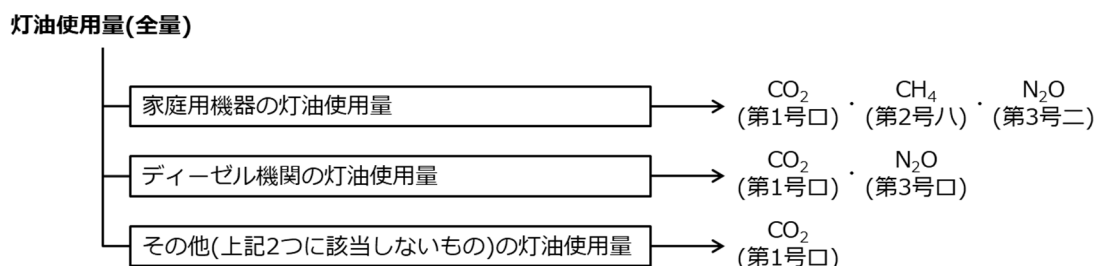 灯油使用量(全量)
家庭用機器の灯油使用量
CO2 ・ CH4 ・ N2O
(第1号ロ) (第2号ハ) (第3号ニ)
ディーゼル機関の灯油使用量
CO2 ・ N2O
(第1号ロ) (第3号ロ)
その他(上記2つに該当しないもの)の灯油使用量
CO2
(第1号ロ)